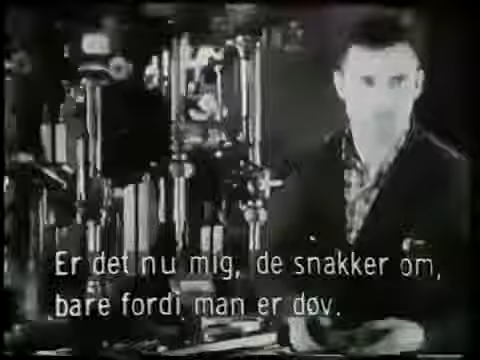 Er det nu mig, de snakker om,
bare fordi man er døv.